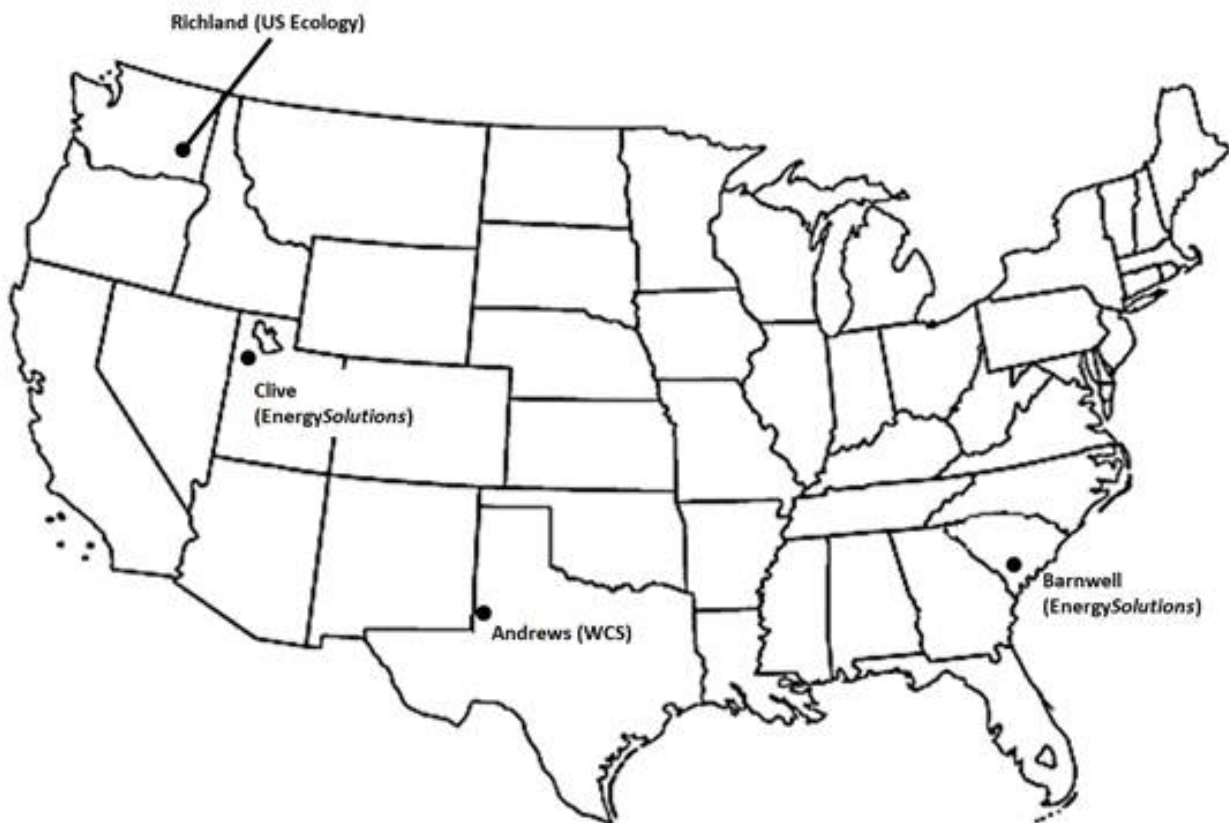 Richland (US Ecology)
Clive
(EnergySolutions)
Andrews (WCS)
Barnwell
(EnergySolutions)